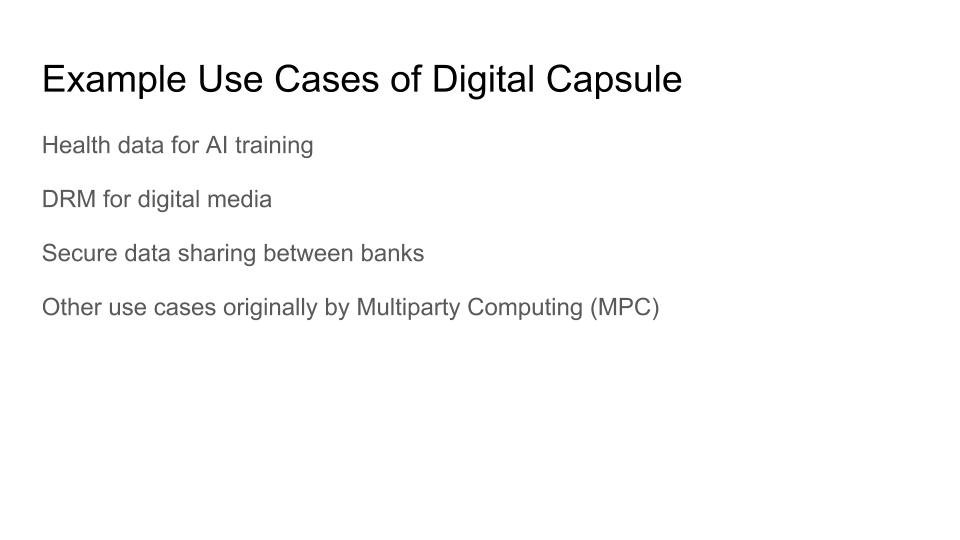 Example Use Cases of Digital Capsule
Health data for AI training
DRM for digital media
Secure data sharing between banks
Other use cases originally by Multiparty Computing (MPC)